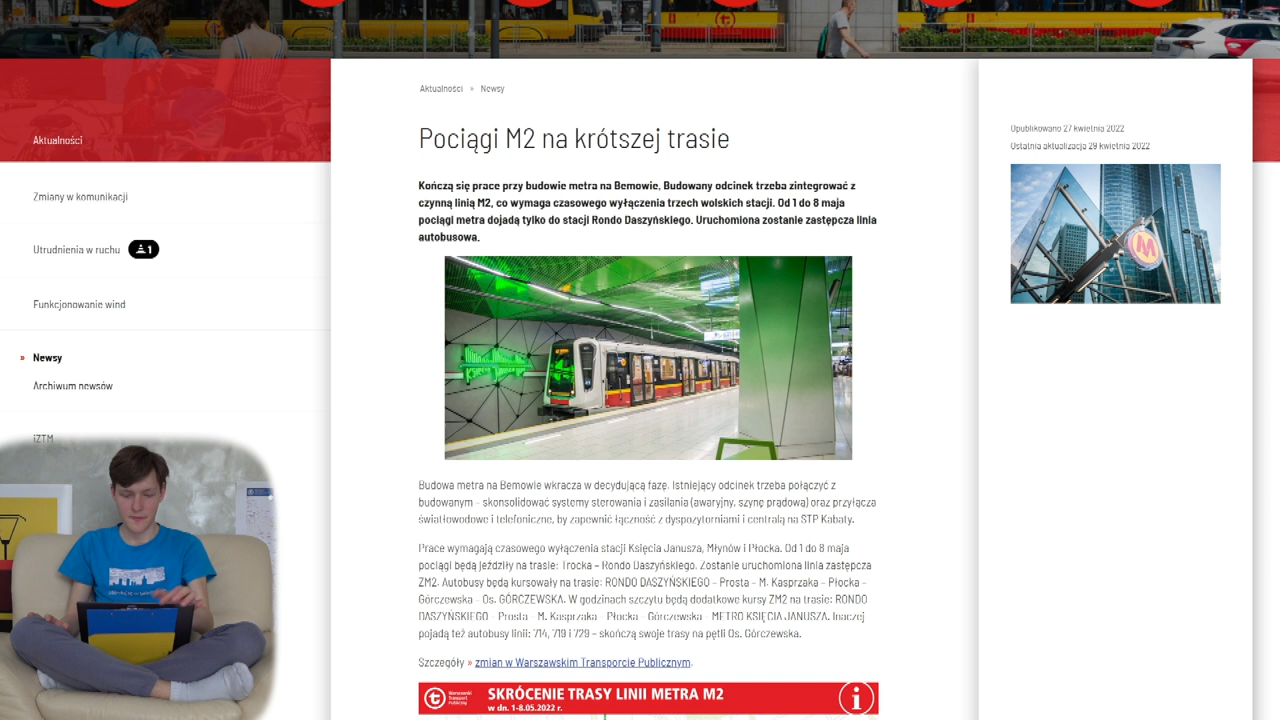 Aktualności
Zmiany w komunikacji
Utrudnienia w ruchu 1
Funkcjonowanie wind
» Newsy
Archiwum newsów
iZTM
Aktualności » Newsy
Pociągi M2 na krótszej trasie
Kończą się prace przy budowie metra na Bemowie. Budowany odcinek trzeba zintegrować z
czynną linią M2, co wymaga czasowego wyłączenia trzech wolskich stacji. Od 1 do 8 maja
pociągi metra dojadą tylko do stacji Rondo Daszyńskiego. Uruchomiona zostanie zastępcza linia
autobusowa.
Budowa metra na Bemowie wkracza w decydującą fazę. Istniejący odcinek trzeba połączyć z
budowanym – skonsolidować systemy sterowania i zasilania (awaryjny, szynę prądową) oraz przyłącza
światłowodowe i telefoniczne, by zapewnić łączność z dyspozytorniami i centralą na STP Kabaty.
Prace wymagają czasowego wyłączenia stacji Księcia Janusza, Młynów i Płocka. Od 1 do 8 maja
pociągi będą jeździły na trasie: Trocka – Rondo Daszyńskiego. Zostanie uruchomiona linia zastępcza
ZM2. Autobusy będą kursowały na trasie: RONDO DASZYŃSKIEGO – Prosta – M. Kasprzaka – Płocka –
Górczewska – Os. GÓRCZEWSKA. W godzinach szczytu będą dodatkowe kursy ZM2 na trasie: RONDO
DASZYŃSKIEGO – Prosta – M. Kasprzaka – Płocka – Górczewska – METRO KSIĘCIA JANUSZA. Inaczej
pojadą też autobusy linii: 714, 719 i 729 – skończą swoje trasy na pętli Os. Górczewska.
Szczegóły » zmian w Warszawskim Transporcie Publicznym.
Warszawski
Transport
Publiczny
SKRÓCENIE TRASY LINII METRA M2
w dn. 1-8.05.2022 r.
i
Opublikowano 27 kwietnia 2022
Ostatnia aktualizacja 29 kwietnia 2022
M